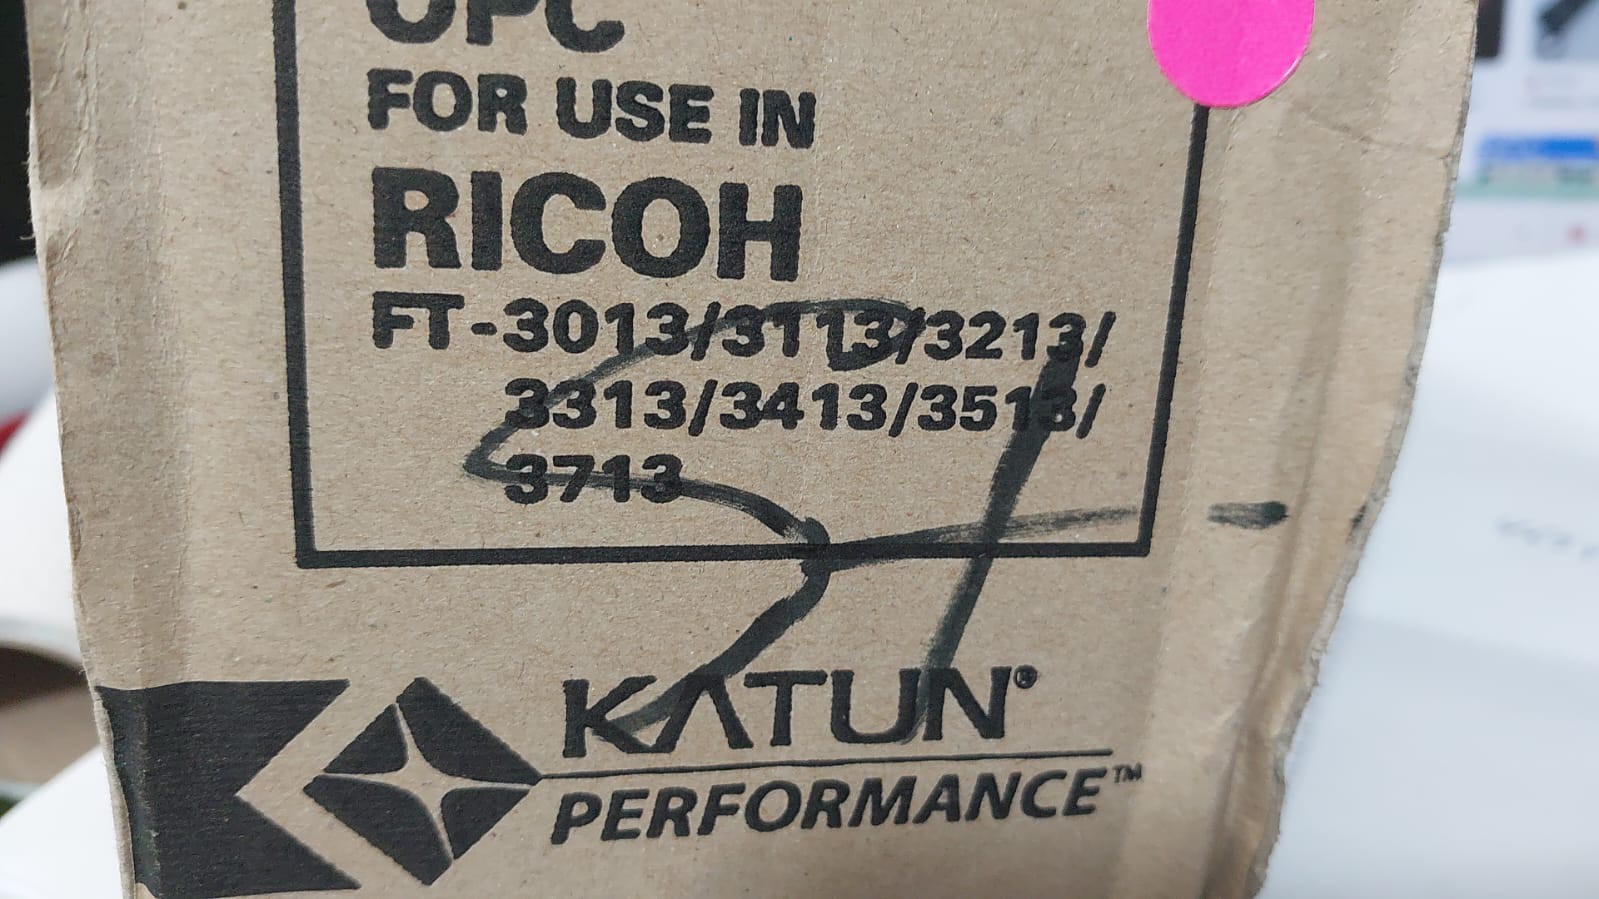 OPC
FOR USE IN
RICOH
FT-3013/3113/3213/
3313/3413/3513/
3713
KATUN®
PERFORMANCE™